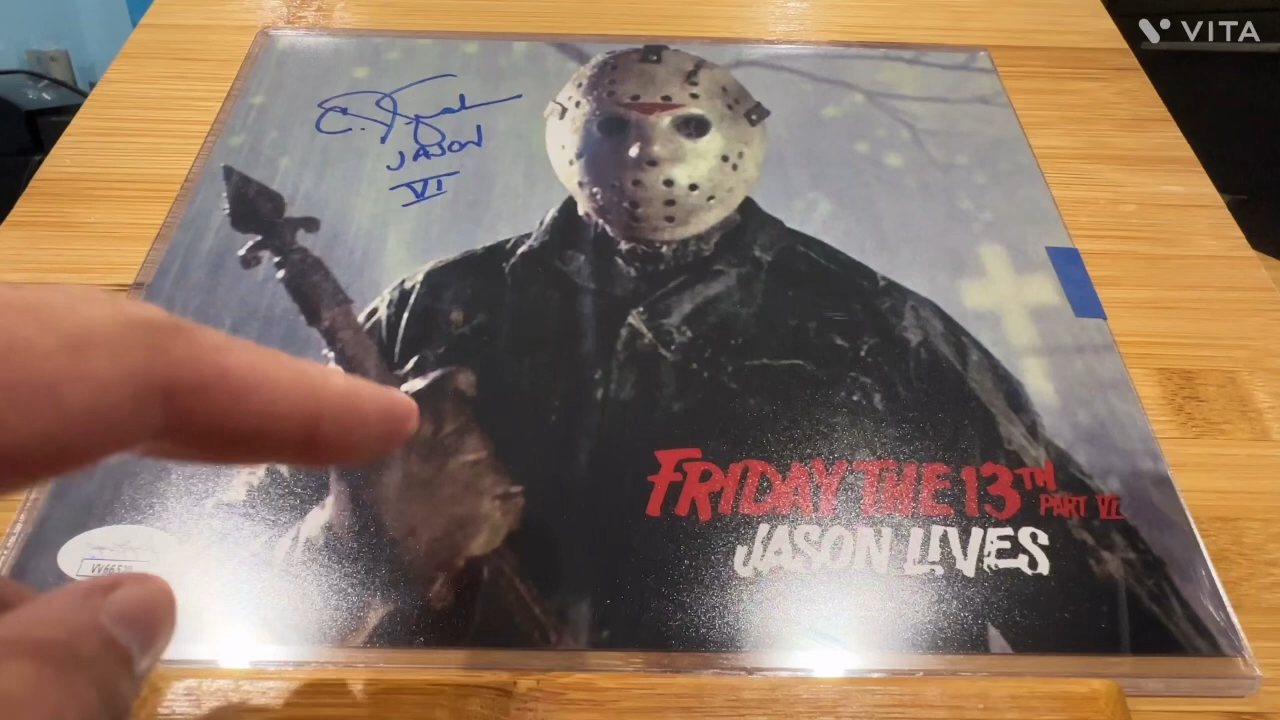 VITA
JASON
VI
FRIDAY THE 13TH
PART VI
JASON LIVES